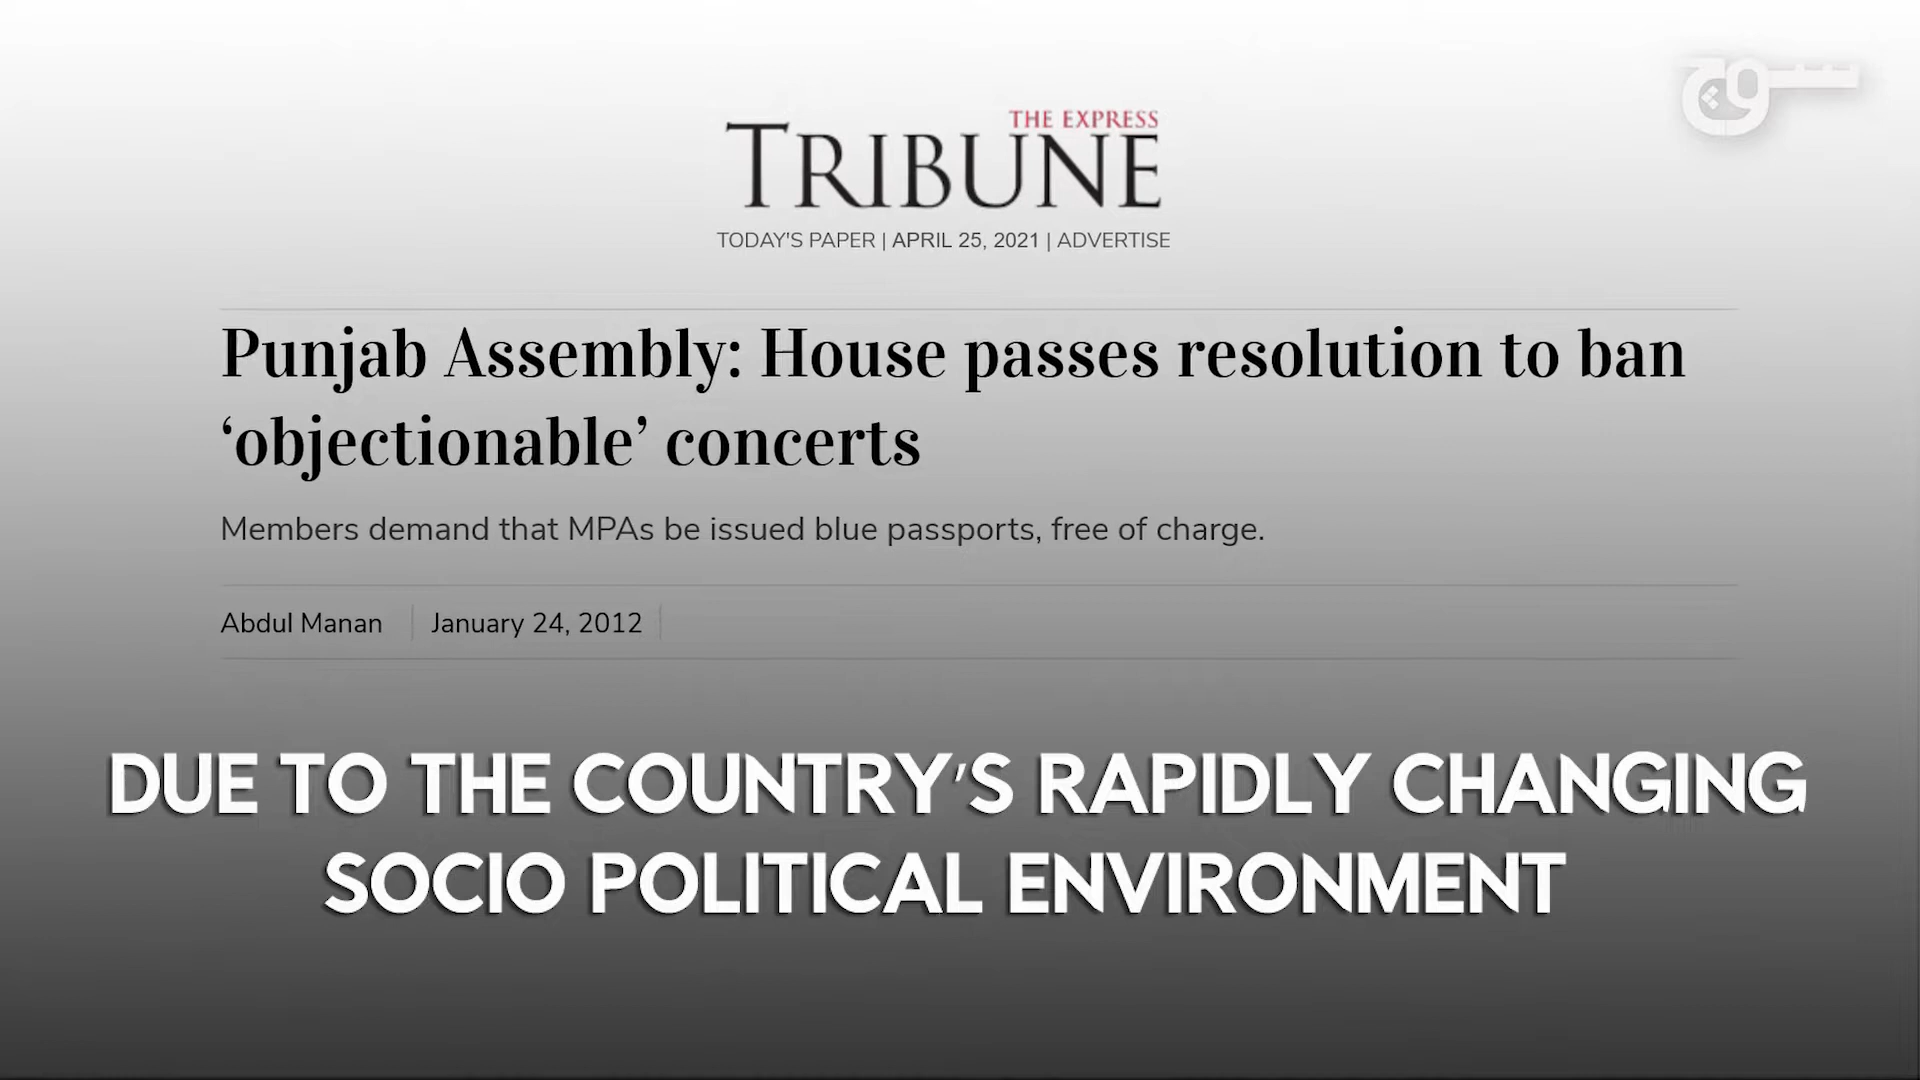 سوچ
THE EXPRESS
TRIBUNE
TODAY'S PAPER | APRIL 25, 2021 | ADVERTISE
Punjab Assembly: House passes resolution to ban
‘objectionable’ concerts
Members demand that MPAs be issued blue passports, free of charge.
Abdul Manan | January 24, 2012 |
DUE TO THE COUNTRY'S RAPIDLY CHANGING
SOCIO POLITICAL ENVIRONMENT